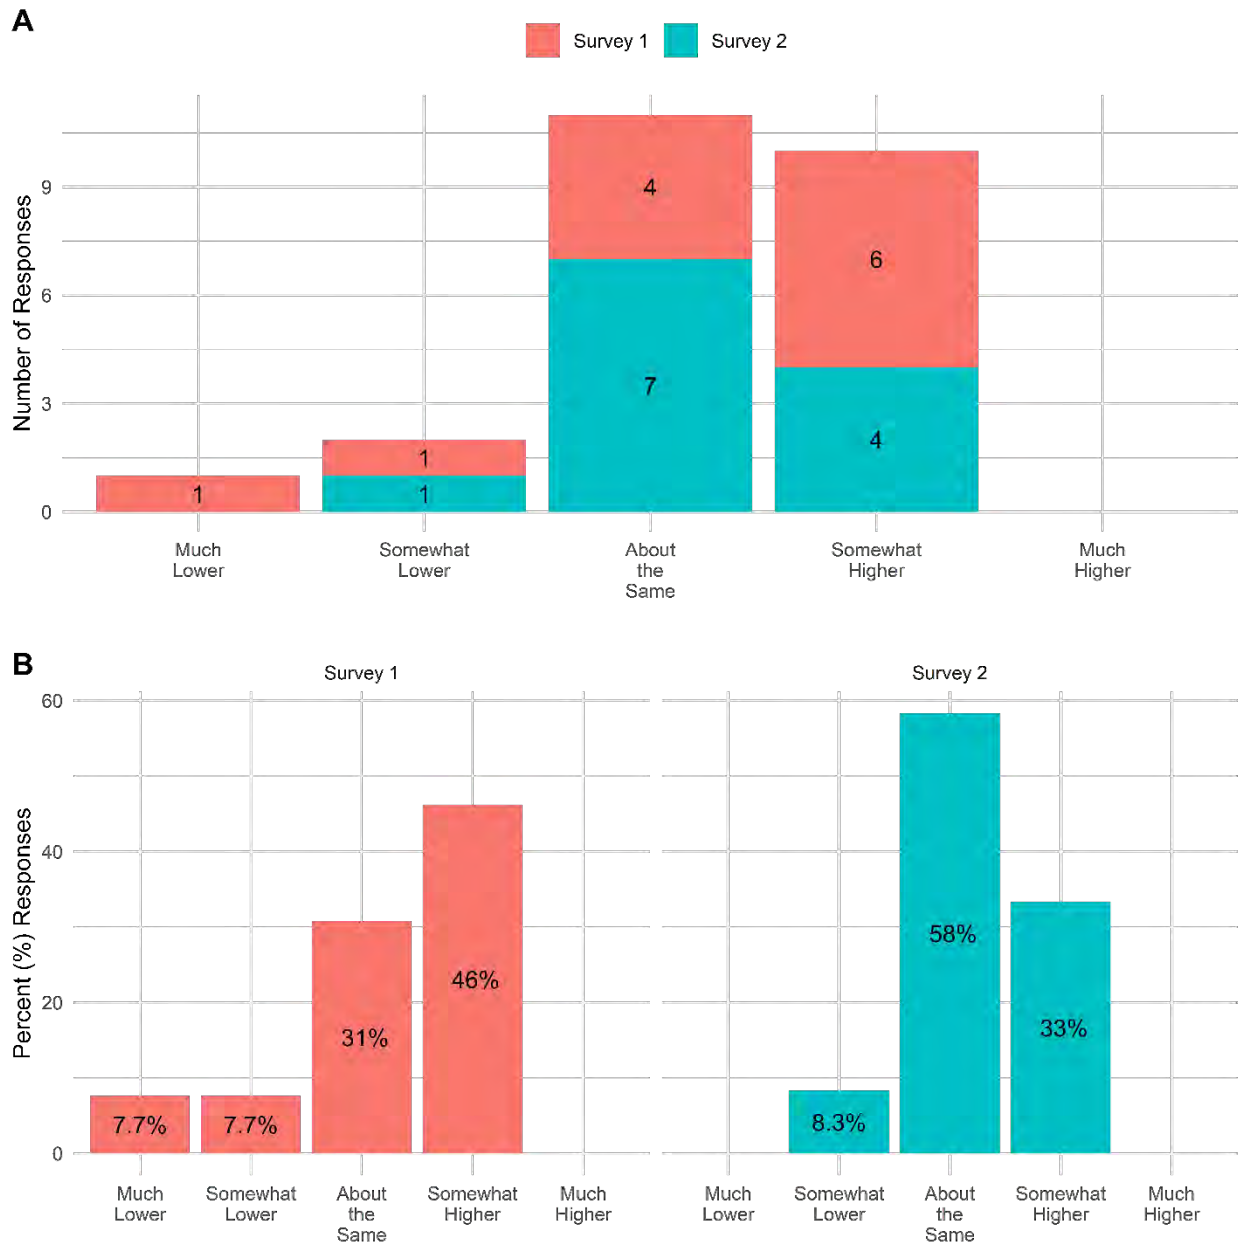 A
Survey 1 Survey 2
Number of Responses
9
6
3
0
4
6
7
4
1
1
1
Much
Lower
Somewhat
Lower
About
the
Same
Somewhat
Higher
Much
Higher
B
Survey 1
Survey 2
Percent (%) Responses
60
40
20
0
7.7%
7.7%
31%
46%
8.3%
58%
33%
Much
Lower
Somewhat
Lower
About
the
Same
Somewhat
Higher
Much
Higher
Much
Lower
Somewhat
Lower
About
the
Same
Somewhat
Higher
Much
Higher